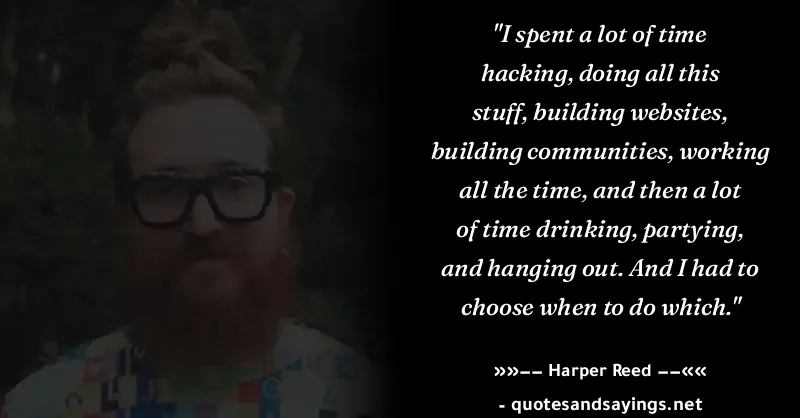 "I spent a lot of time
hacking, doing all this
stuff, building websites,
building communities, working
all the time, and then a lot
of time drinking, partying,
and hanging out. And I had to
choose when to do which."
»»−− Harper Reed −−««
- quotesandsayings.net